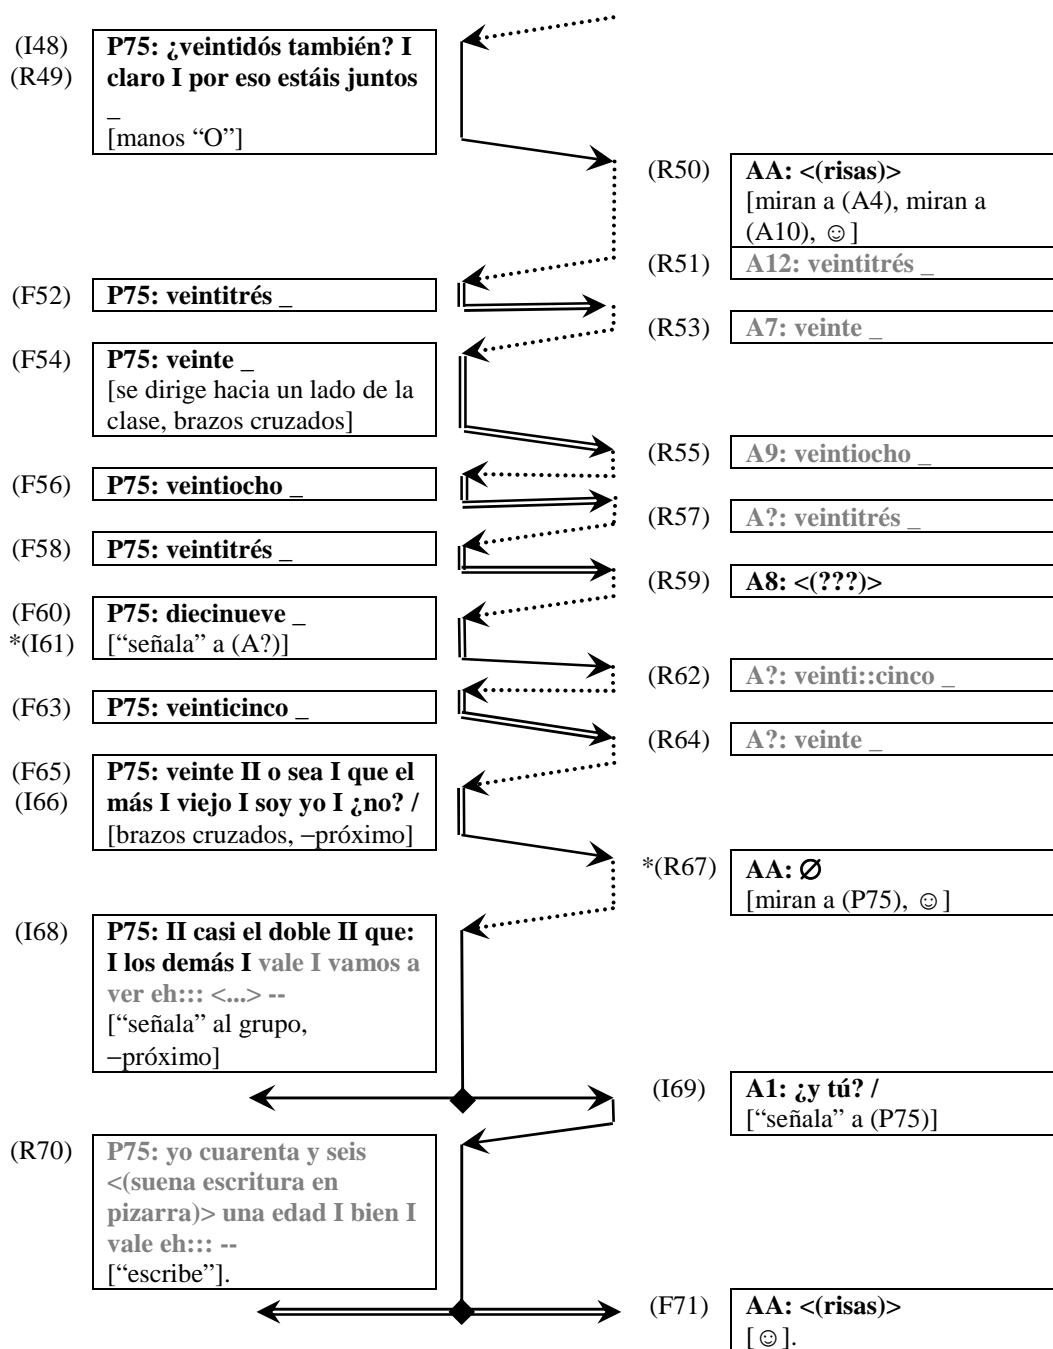 (I48)
(R49)
P75: ¿veintidós también? I
claro I por eso estáis juntos
_
[manos “O”]
(R50)
AA: <(risas)>
[miran a (A4), miran a
(A10), ☺]
(R51)
A12: veintitrés _
(F52)
P75: veintitrés _
(R53)
A7: veinte _
(F54)
P75: veinte _
[se dirige hacia un lado de la
clase, brazos cruzados]
(R55)
A9: veintiocho _
(F56)
P75: veintiocho _
(R57)
A?: veintitrés _
(F58)
P75: veintitrés _
(R59)
A8: <(???)>
(F60)
*(I61)
P75: diecinueve _
[“señala” a (A?)]
(R62)
A?: veinti::cinco _
(F63)
P75: veinticinco _
(R64)
A?: veinte _
(F65)
(I66)
P75: veinte II o sea I que el
más I viejo I soy yo I ¿no? /
[brazos cruzados, −próximo]
*(R67)
AA: Ø
[miran a (P75), ☺]
(I68)
P75: II casi el doble II que:
I los demás I vale I vamos a
ver eh::: <...> --
[“señala” al grupo,
−próximo]
(I69)
A1: ¿y tú? /
[“señala” a (P75)]
(R70)
P75: yo cuarenta y seis
<(suena escritura en
pizarra)> una edad I bien I
vale eh::: --
[“escribe”].
(F71)
AA: <(risas)>
[☺].